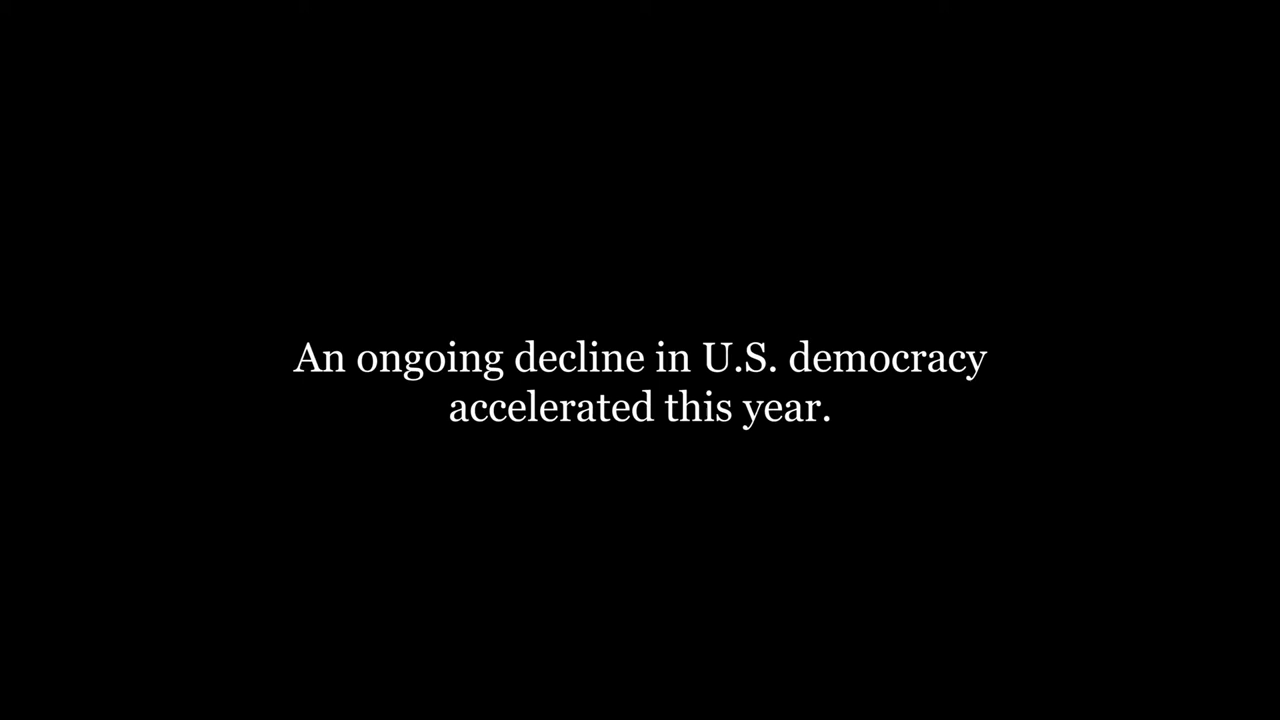 An ongoing decline in U.S. democracy
accelerated this year.